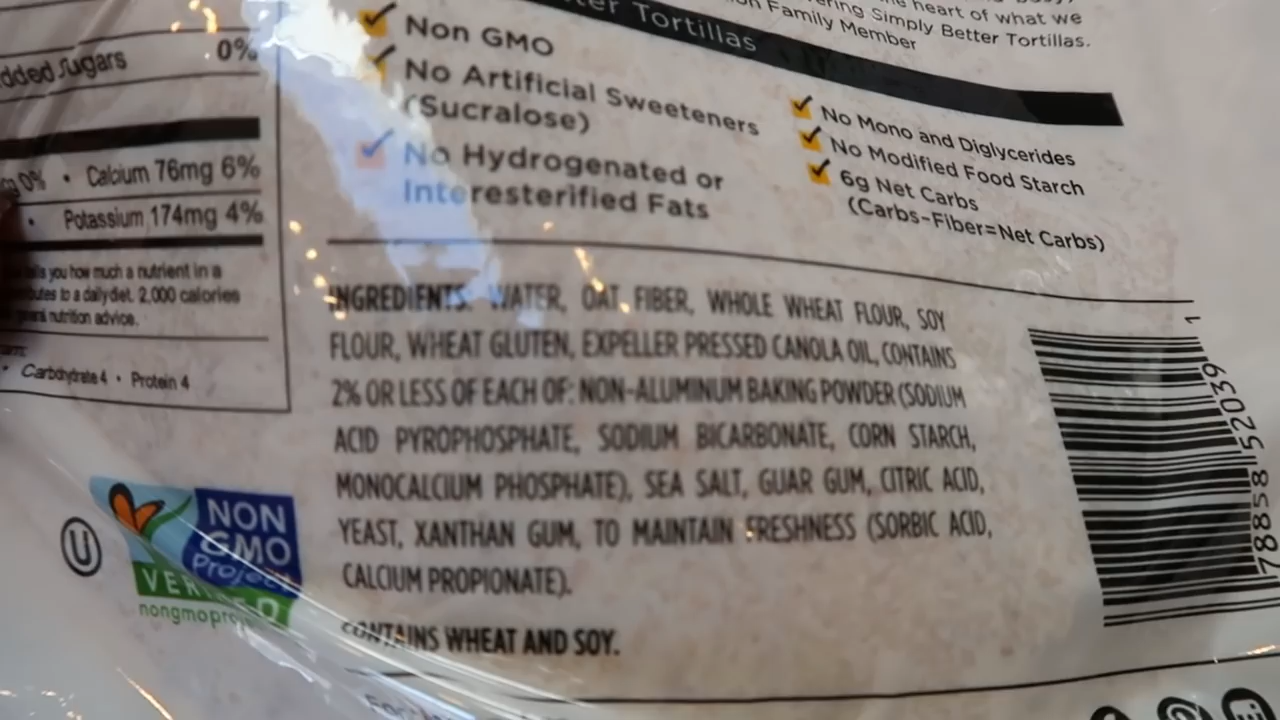 dded Sugars 0%
0% • Calcium 76mg 6%
• Potassium 174mg 4%
you how much a nutrient in a
to a daily diet. 2,000 calories
nutrition advice.
• Carbohydrate 4 • Protein 4
Tortillas
Non GMO
No Artificial Sweeteners
(Sucralose)
No Hydrogenated or
Interesterified Fats
heart of what we
ering Simply Better Tortillas.
Family Member
No Mono and Diglycerides
No Modified Food Starch
6g Net Carbs
(Carbs-Fiber=Net Carbs)
INGREDIENTS: WATER, OAT FIBER, WHOLE WHEAT FLOUR, SOY
FLOUR, WHEAT GLUTEN, EXPELLER PRESSED CANOLA OIL, CONTAINS
2% OR LESS OF EACH OF: NON-ALUMINUM BAKING POWDER (SODIUM
ACID PYROPHOSPHATE, SODIUM BICARBONATE, CORN STARCH,
MONOCALCIUM PHOSPHATE), SEA SALT, GUAR GUM, CITRIC ACID,
YEAST, XANTHAN GUM, TO MAINTAIN FRESHNESS (SORBIC ACID,
CALCIUM PROPIONATE).
CONTAINS WHEAT AND SOY.
U
NON
GMO
Project
VERIFIED
nongmopro
78858 52039 1